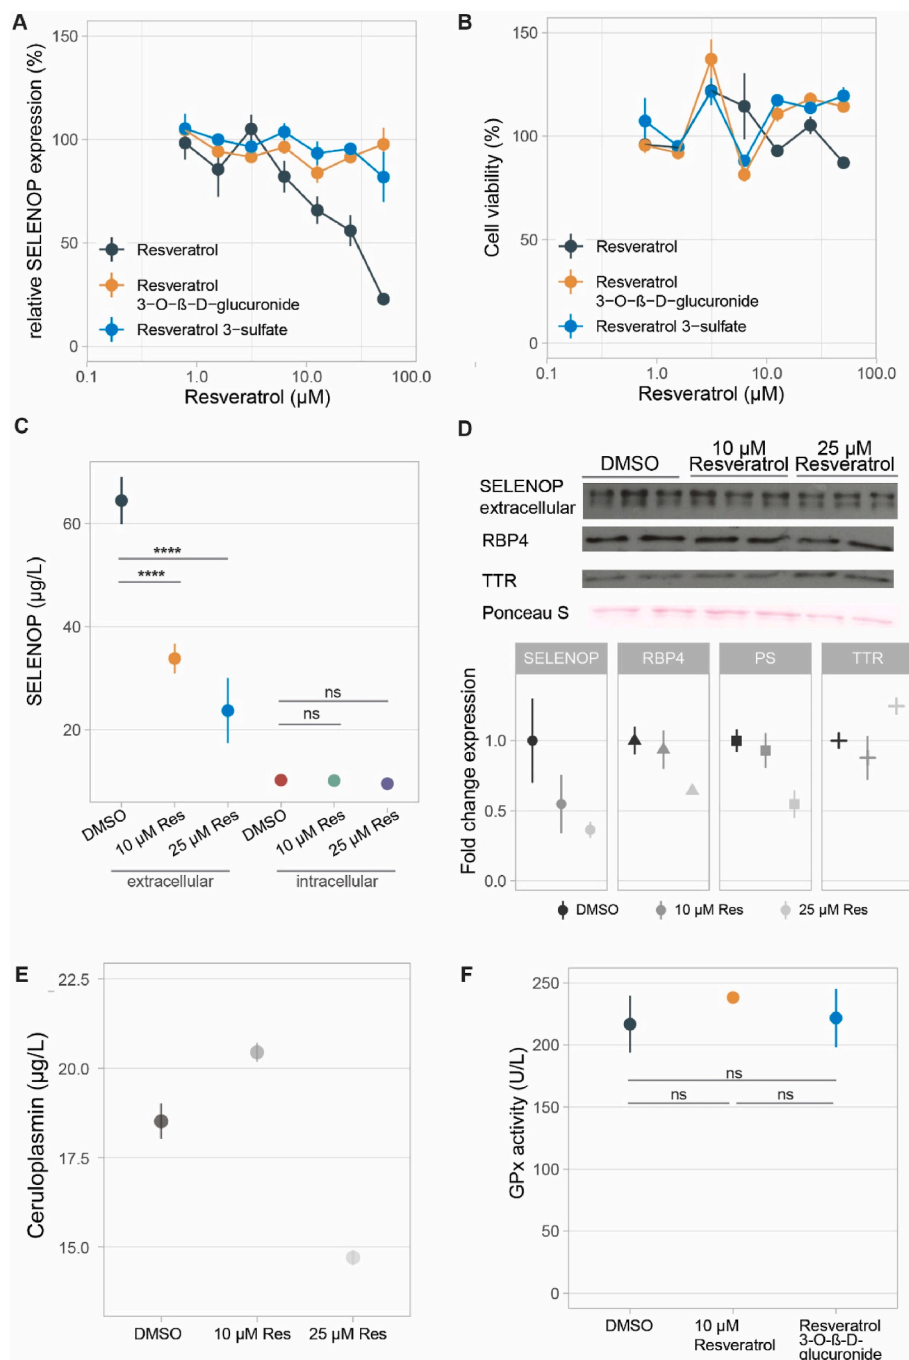 A
relative SELENOP expression (%)
150
100
50
0
Resveratrol
Resveratrol
3−O−ß−D−glucuronide
Resveratrol 3−sulfate
0.1
1.0
10.0
100.0
Resveratrol (µM)
B
Cell viability (%)
150
100
50
0
Resveratrol
Resveratrol
3−O−ß−D−glucuronide
Resveratrol 3−sulfate
0.1
1.0
10.0
100.0
Resveratrol (µM)
C
SELENOP (µg/L)
60
40
20
****
****
ns
ns
DMSO
10 µM Res
25 µM Res
DMSO
10 µM Res
25 µM Res
extracellular
intracellular
D
DMSO
10 µM
Resveratrol
25 µM
Resveratrol
SELENOP
extracellular
RBP4
TTR
Ponceau S
SELENOP
RBP4
PS
TTR
Fold change expression
1.0
0.5
0.0
DMSO
10 µM Res
25 µM Res
E
Ceruloplasmin (µg/L)
22.5
20.0
17.5
15.0
DMSO
10 µM Res
25 µM Res
F
GPx activity (U/L)
250
200
150
100
50
0
ns
ns
ns
DMSO
10 µM
Resveratrol
Resveratrol
3-O-ß-D-
glucuronide